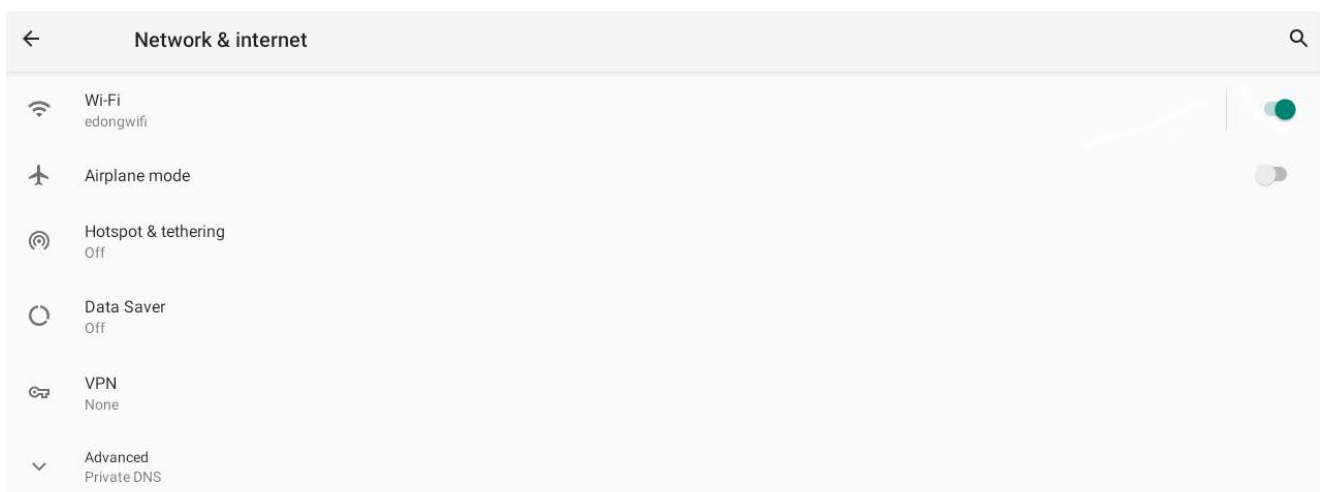 Network & internet
Wi-Fi
edongwifi
Airplane mode
Hotspot & tethering
Off
Data Saver
Off
VPN
None
Advanced
Private DNS